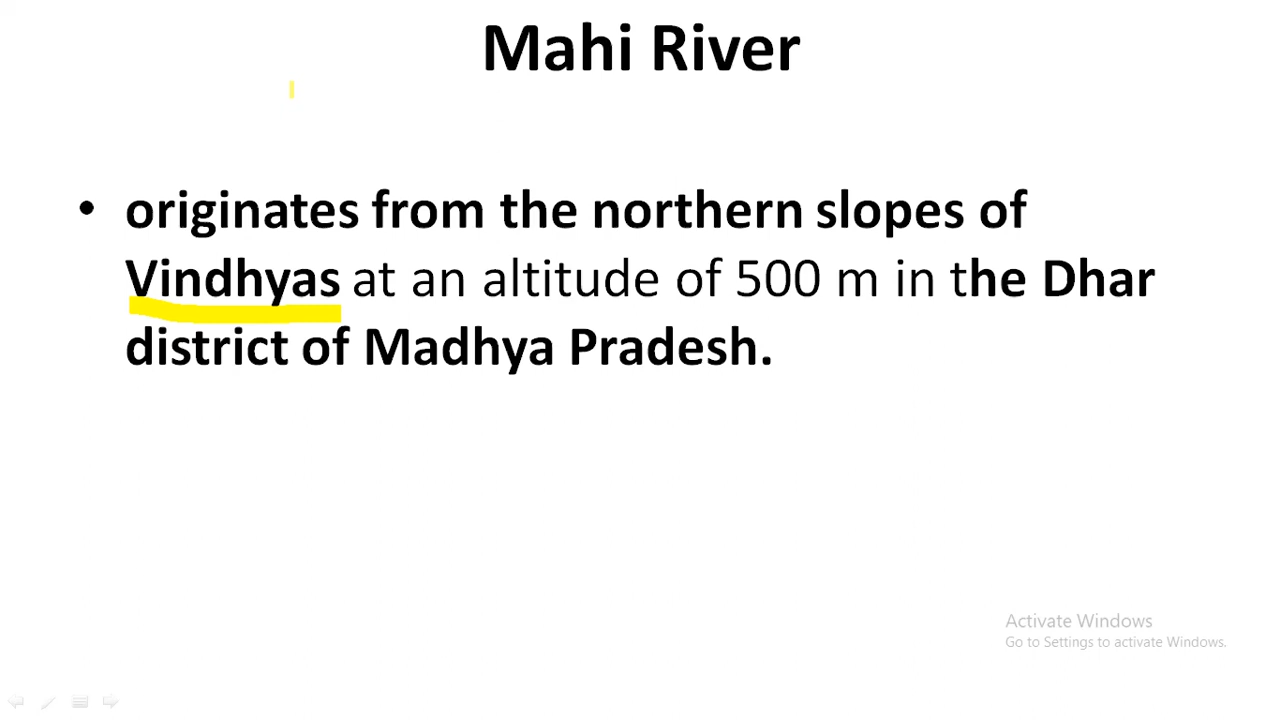 Mahi River
• originates from the northern slopes of
Vindhyas at an altitude of 500 m in the Dhar
district of Madhya Pradesh.
Activate Windows
Go to Settings to activate Windows.